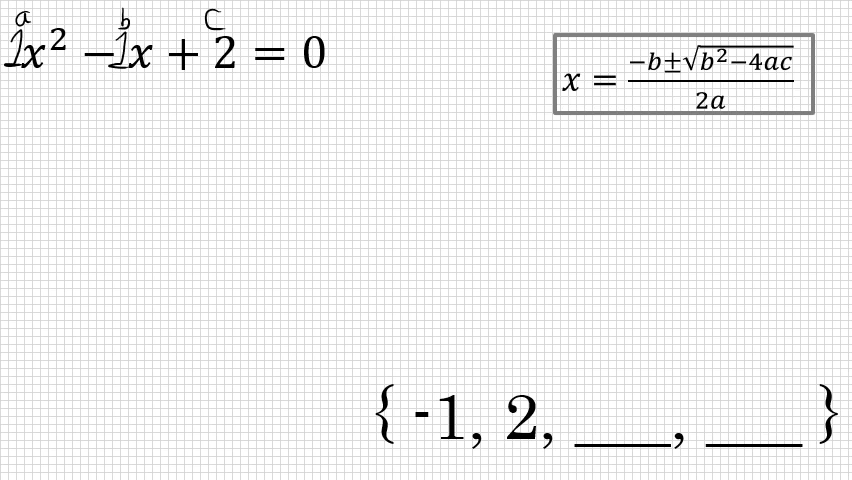 a b c
1x² − 1x + 2 = 0
x = (−b ± √(b² − 4ac)) / 2a
{ -1, 2, ___, ___ }